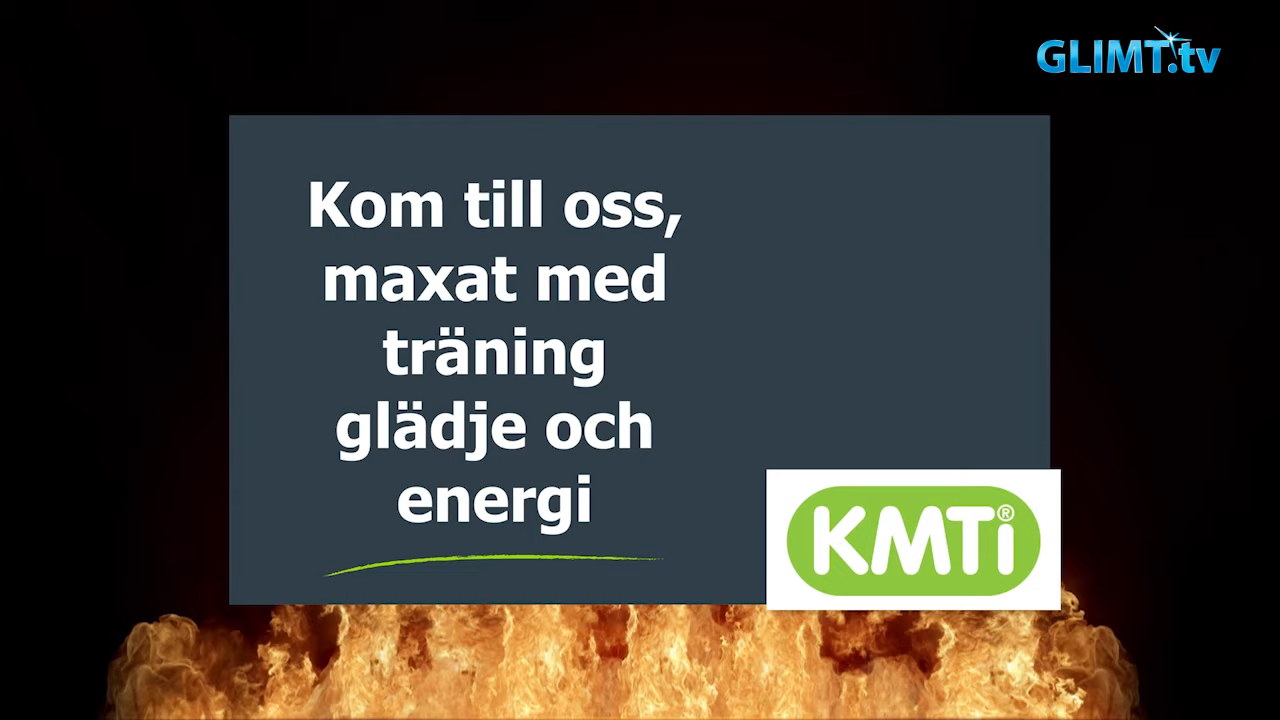 GLIMT.tv
Kom till oss,
maxat med
träning
glädje och
energi
KMTi®